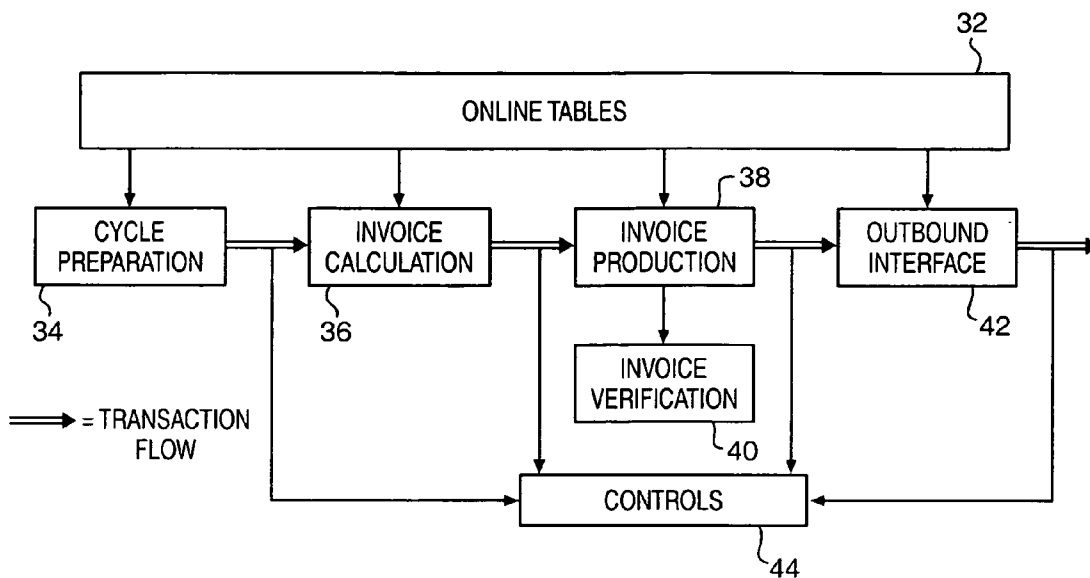 32
ONLINE TABLES
38
CYCLE
PREPARATION
INVOICE
CALCULATION
INVOICE
PRODUCTION
OUTBOUND
INTERFACE
34
36
42
INVOICE
VERIFICATION
40
= TRANSACTION
FLOW
CONTROLS
44